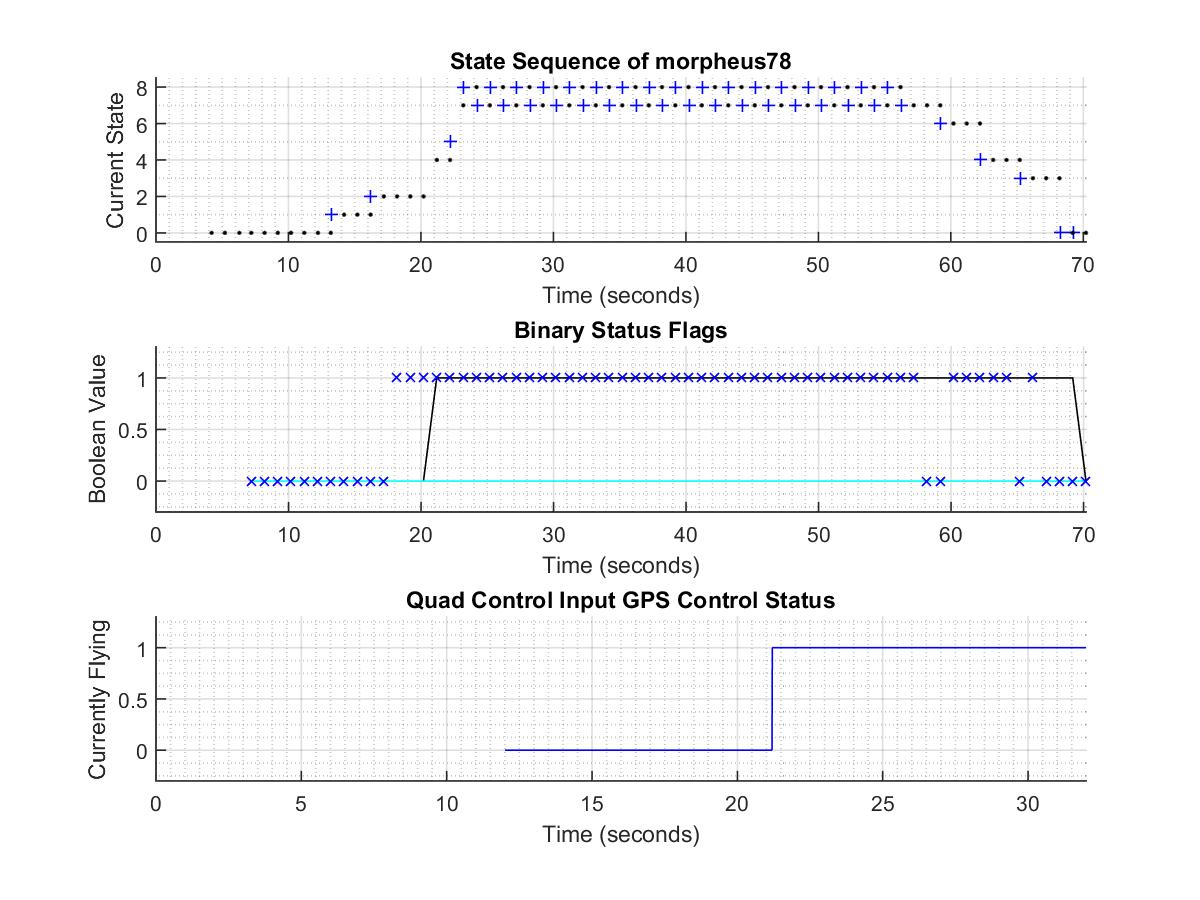 State Sequence of morpheus78
Current State
8
6
4
2
0
0 10 20 30 40 50 60 70
Time (seconds)
Binary Status Flags
Boolean Value
1
0.5
0
0 10 20 30 40 50 60 70
Time (seconds)
Quad Control Input GPS Control Status
Currently Flying
1
0.5
0
0 5 10 15 20 25 30
Time (seconds)